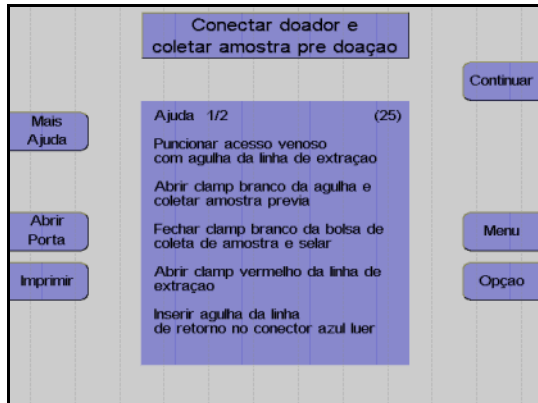 Conectar doador e
coletar amostra pre doaçao
Continuar
Mais
Ajuda
Ajuda 1/2 (25)
Puncionar acesso venoso
com agulha da linha de extraçao
Abrir clamp branco da agulha e
coletar amostra previa
Fechar clamp branco da bolsa de
coleta de amostra e selar
Abrir clamp vermelho da linha de
extraçao
Inserir agulha da linha
de retorno no conector azul luer
Abrir
Porta
Menu
Imprimir
Opçao